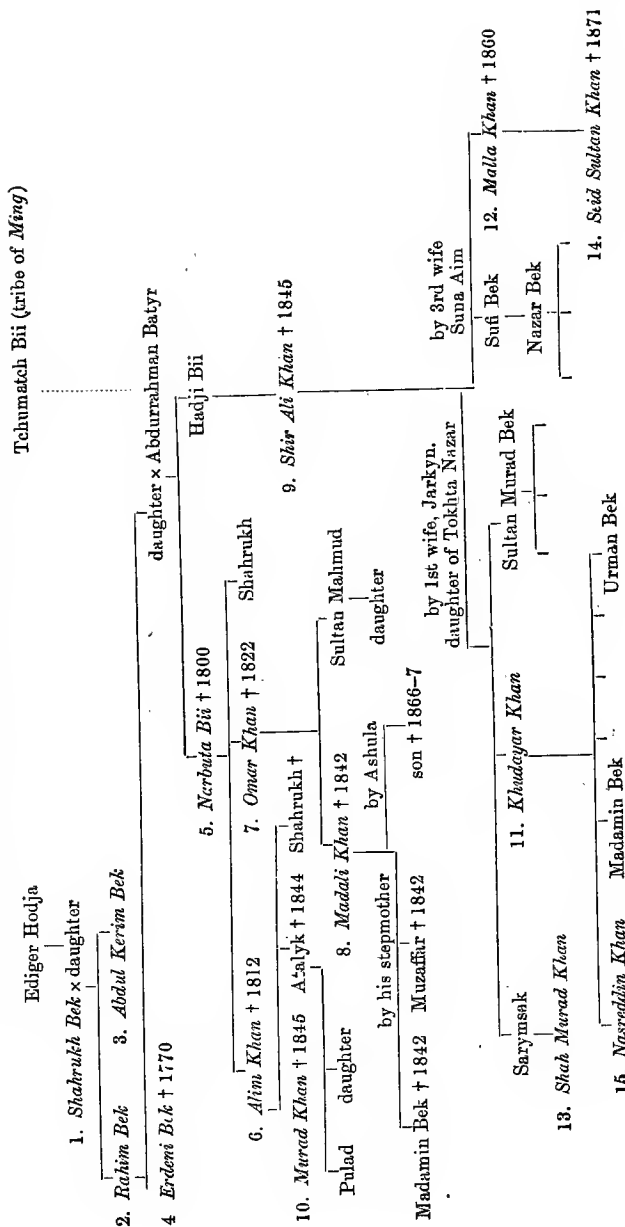 Tchumatch Bii (tribe of Ming)
Ediger Hodja
1. Shahrukh Bek × daughter
2. Rahim Bek 3. Abdul Kerim Bek
4 Erdeni Bek † 1770 daughter × Abdurrahman Batyr
5. Narbuta Bii † 1800 Hadji Bii
6. Alim Khan † 1812 7. Omar Khan † 1822 Shahrukh
9. Shir Ali Khan † 1845
10. Murad Khan † 1845 Atalyk † 1844 Shahrukh †
Pulad daughter 8. Madali Khan † 1842 Sultan Mahmud
daughter
by his stepmother by Ashula
Madamin Bek † 1842 Muzaffar † 1842 son † 1866-7
by 1st wife, Jarkyn.
daughter of Tokhta Nazar
by 3rd wife
Suna Aim
Sarymsak 11. Khudayar Khan Sultan Murad Bek Sufi Bek 12. Malla Khan † 1860
13. Shah Murad Khan Nazar Bek 14. Seid Sultan Khan † 1871
15. Nasreddin Khan Madamin Bek Urman Bek